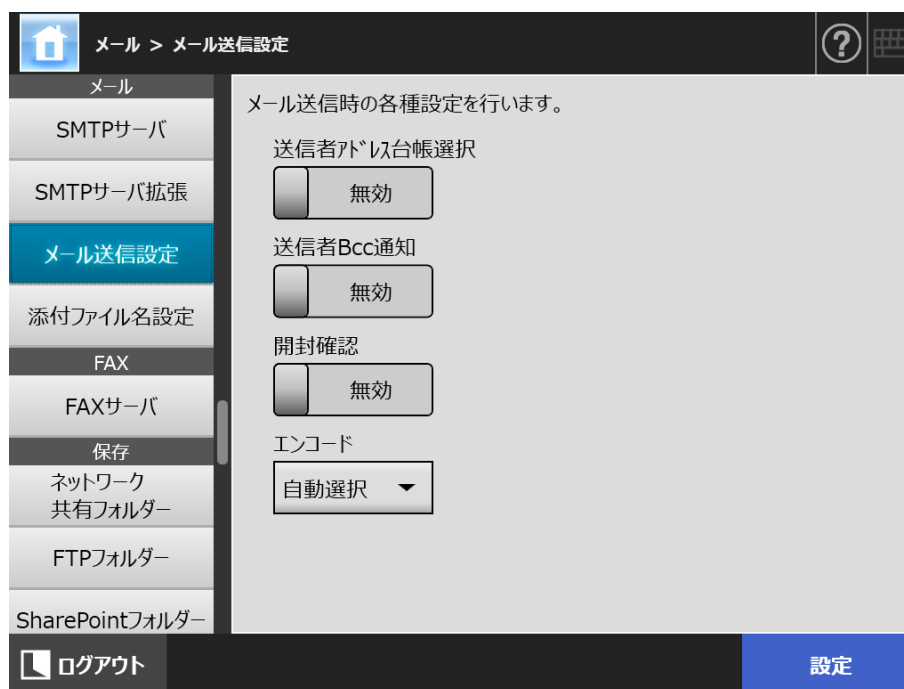 メール > メール送信設定
?
メール
SMTPサーバ
SMTPサーバ拡張
メール送信設定
添付ファイル名設定
FAX
FAXサーバ
保存
ネットワーク
共有フォルダー
FTPフォルダー
SharePointフォルダー
メール送信時の各種設定を行います。
送信者ｱﾄﾞﾚｽ台帳選択
無効
送信者Bcc通知
無効
開封確認
無効
エンコード
自動選択
ログアウト
設定